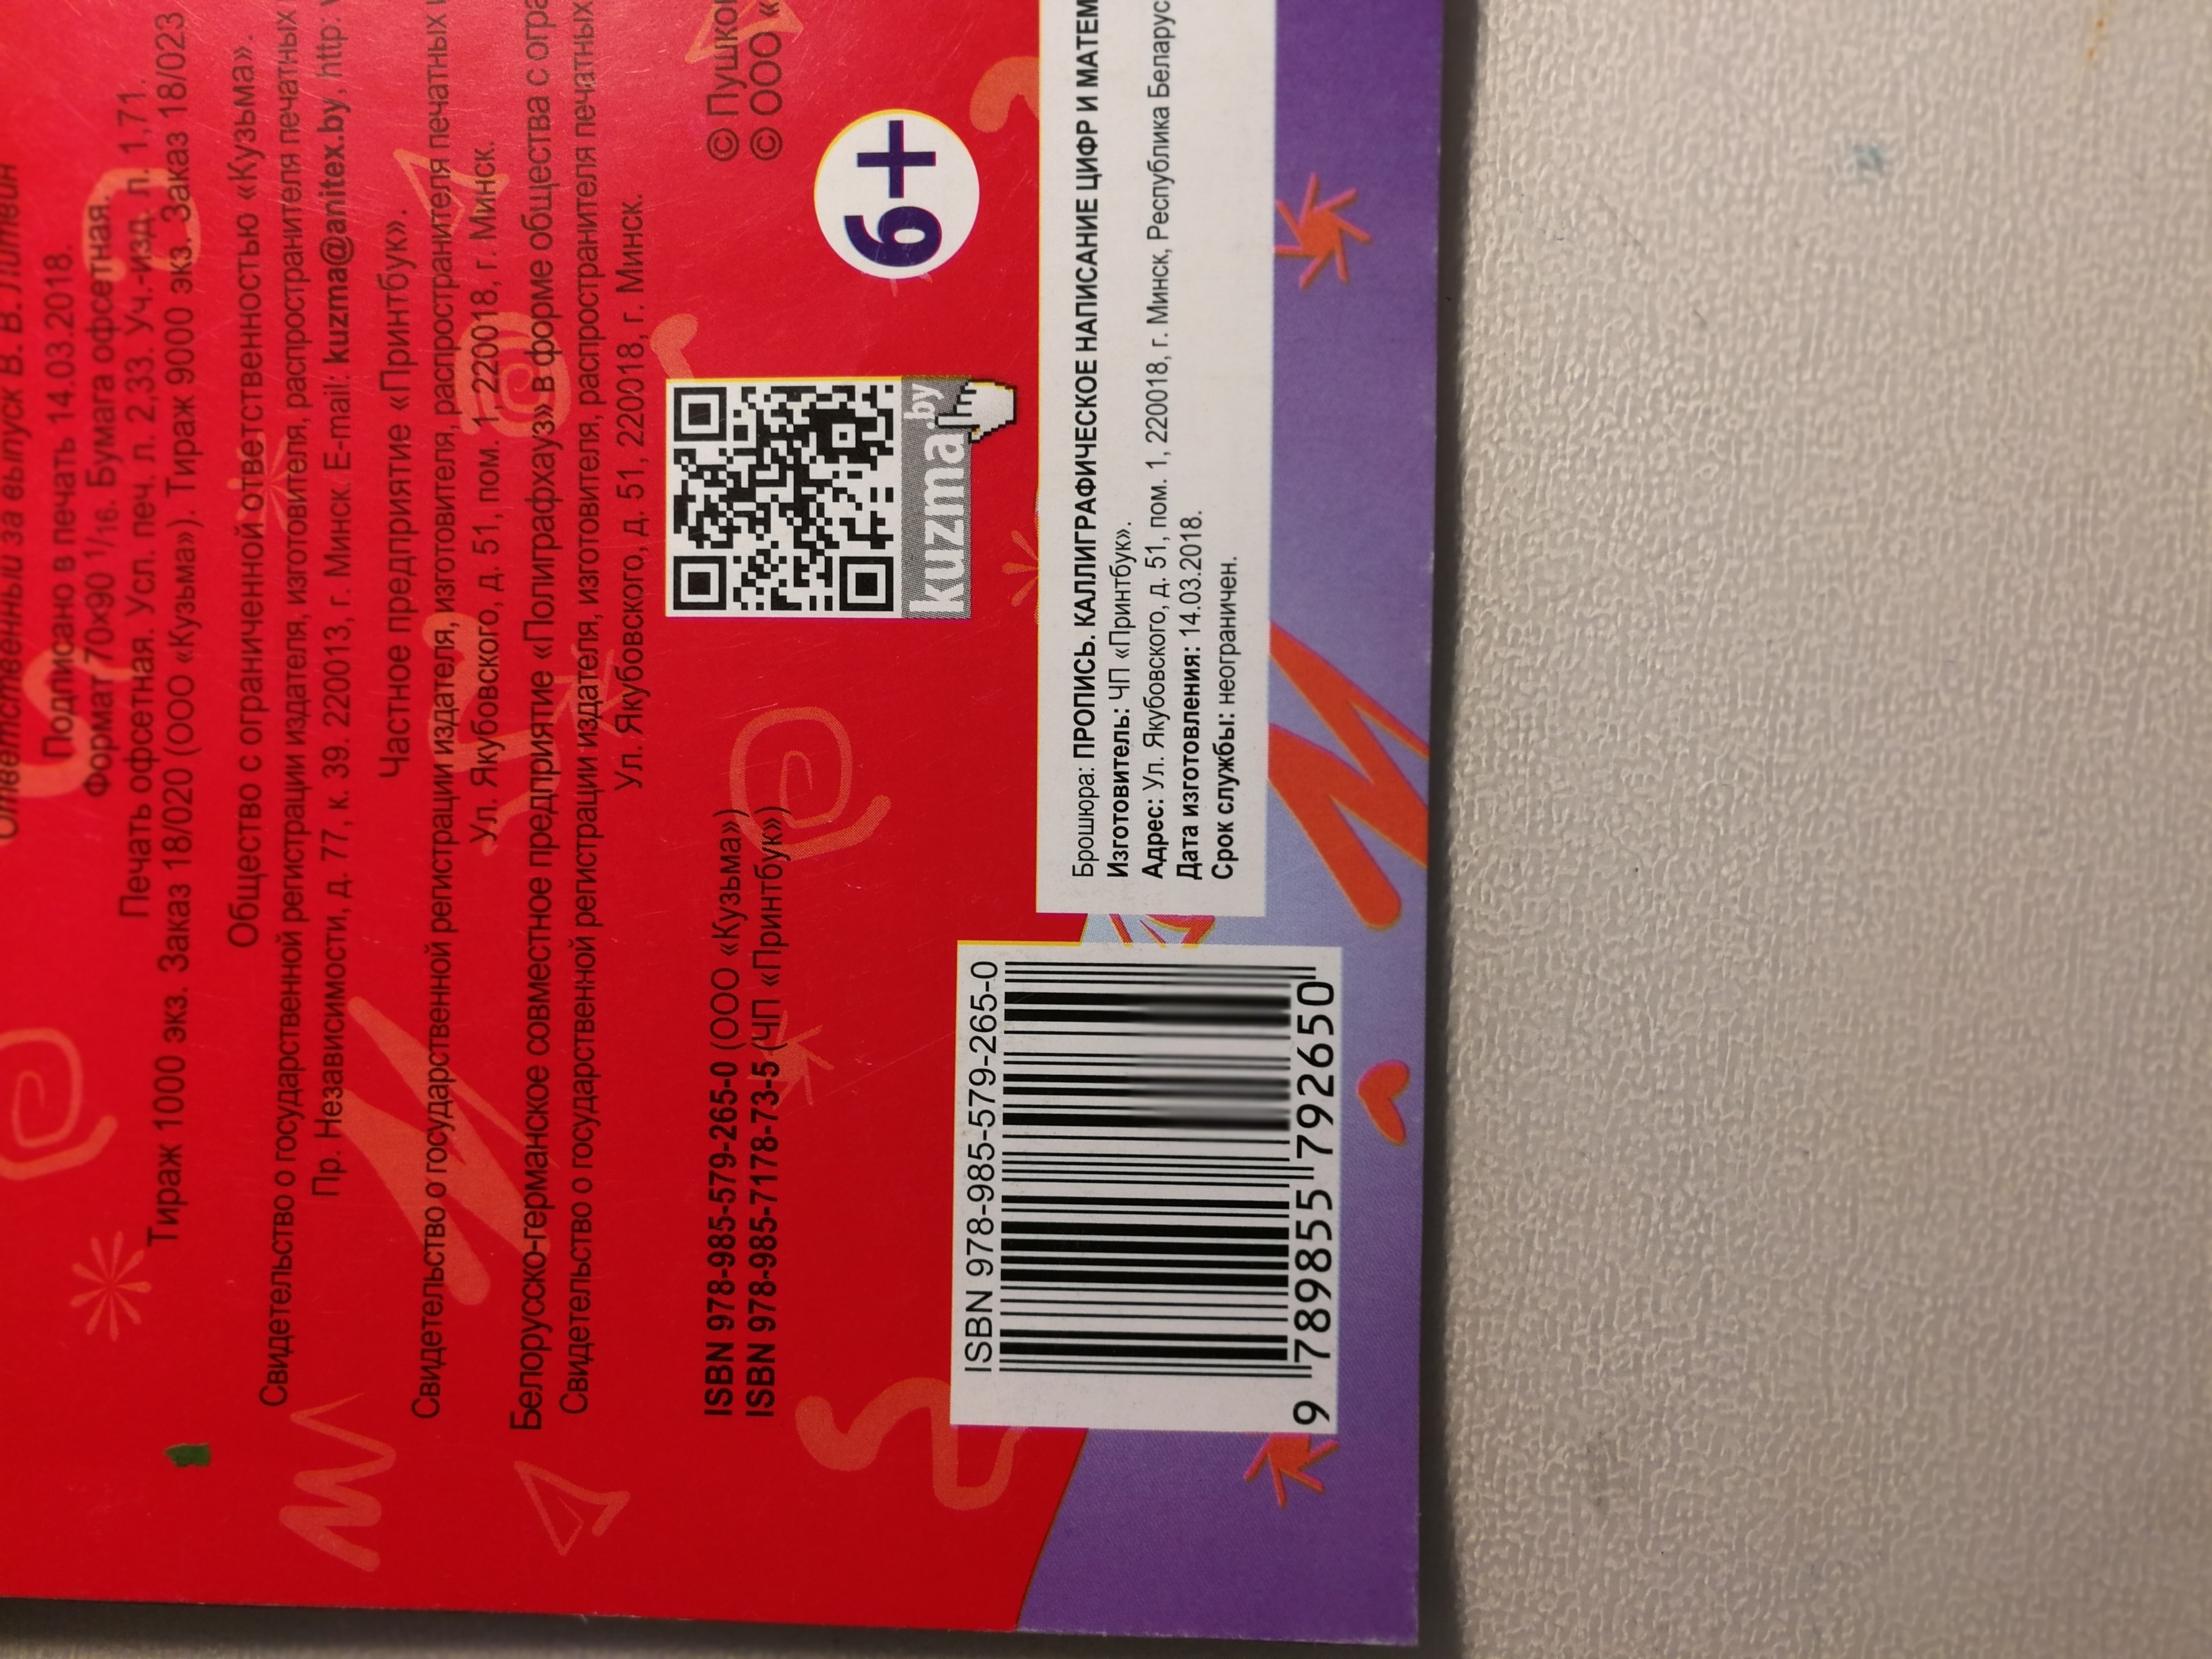 Ответственный за выпуск В. В. Литвин
Подписано в печать 14.03.2018.
Формат 70х90 1/16. Бумага офсетная.
Печать офсетная. Усл. печ. л. 2,33. Уч.-изд. л. 1,71.
Тираж 1000 экз. Заказ 18/020 (ООО «Кузьма»). Тираж 9000 экз. Заказ 18/023
Общество с ограниченной ответственностью «Кузьма».
Свидетельство о государственной регистрации издателя, изготовителя, распространителя печатных
Пр. Независимости, д. 77, к. 39. 220013, г. Минск. E-mail: kuzma@anitex.by, http:
Частное предприятие «Принтбук».
Свидетельство о государственной регистрации издателя, изготовителя, распространителя печатных
Ул. Якубовского, д. 51, пом. 1, 220018, г. Минск.
Белорусско-германское совместное предприятие «Полиграфхауз» в форме общества с огра
Свидетельство о государственной регистрации издателя, изготовителя, распространителя печатных
Ул. Якубовского, д. 51, 220018, г. Минск.
ISBN 978-985-579-265-0 (ООО «Кузьма»)
ISBN 978-985-7178-73-5 (ЧП «Принтбук»)
© Пушко
© ООО «
kuzma.by
6+
ISBN 978-985-579-265-0
9 789855 792650
Брошюра: ПРОПИСЬ. КАЛЛИГРАФИЧЕСКОЕ НАПИСАНИЕ ЦИФР И МАТЕМ
Изготовитель: ЧП «Принтбук».
Адрес: Ул. Якубовского, д. 51, пом. 1, 220018, г. Минск, Республика Беларус
Дата изготовления: 14.03.2018.
Срок службы: неограничен.